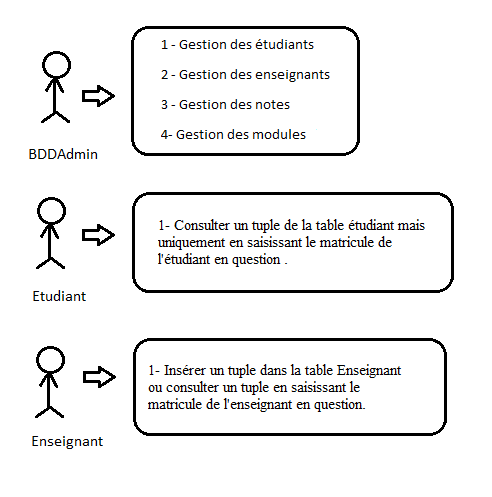 1 - Gestion des étudiants
2 - Gestion des enseignants
3 - Gestion des notes
4- Gestion des modules
BDDAdmin
1- Consulter un tuple de la table étudiant mais
uniquement en saisissant le matricule de
l'étudiant en question .
Etudiant
1- Insérer un tuple dans la table Enseignant
ou consulter un tuple en saisissant le
matricule de l'enseignant en question.
Enseignant